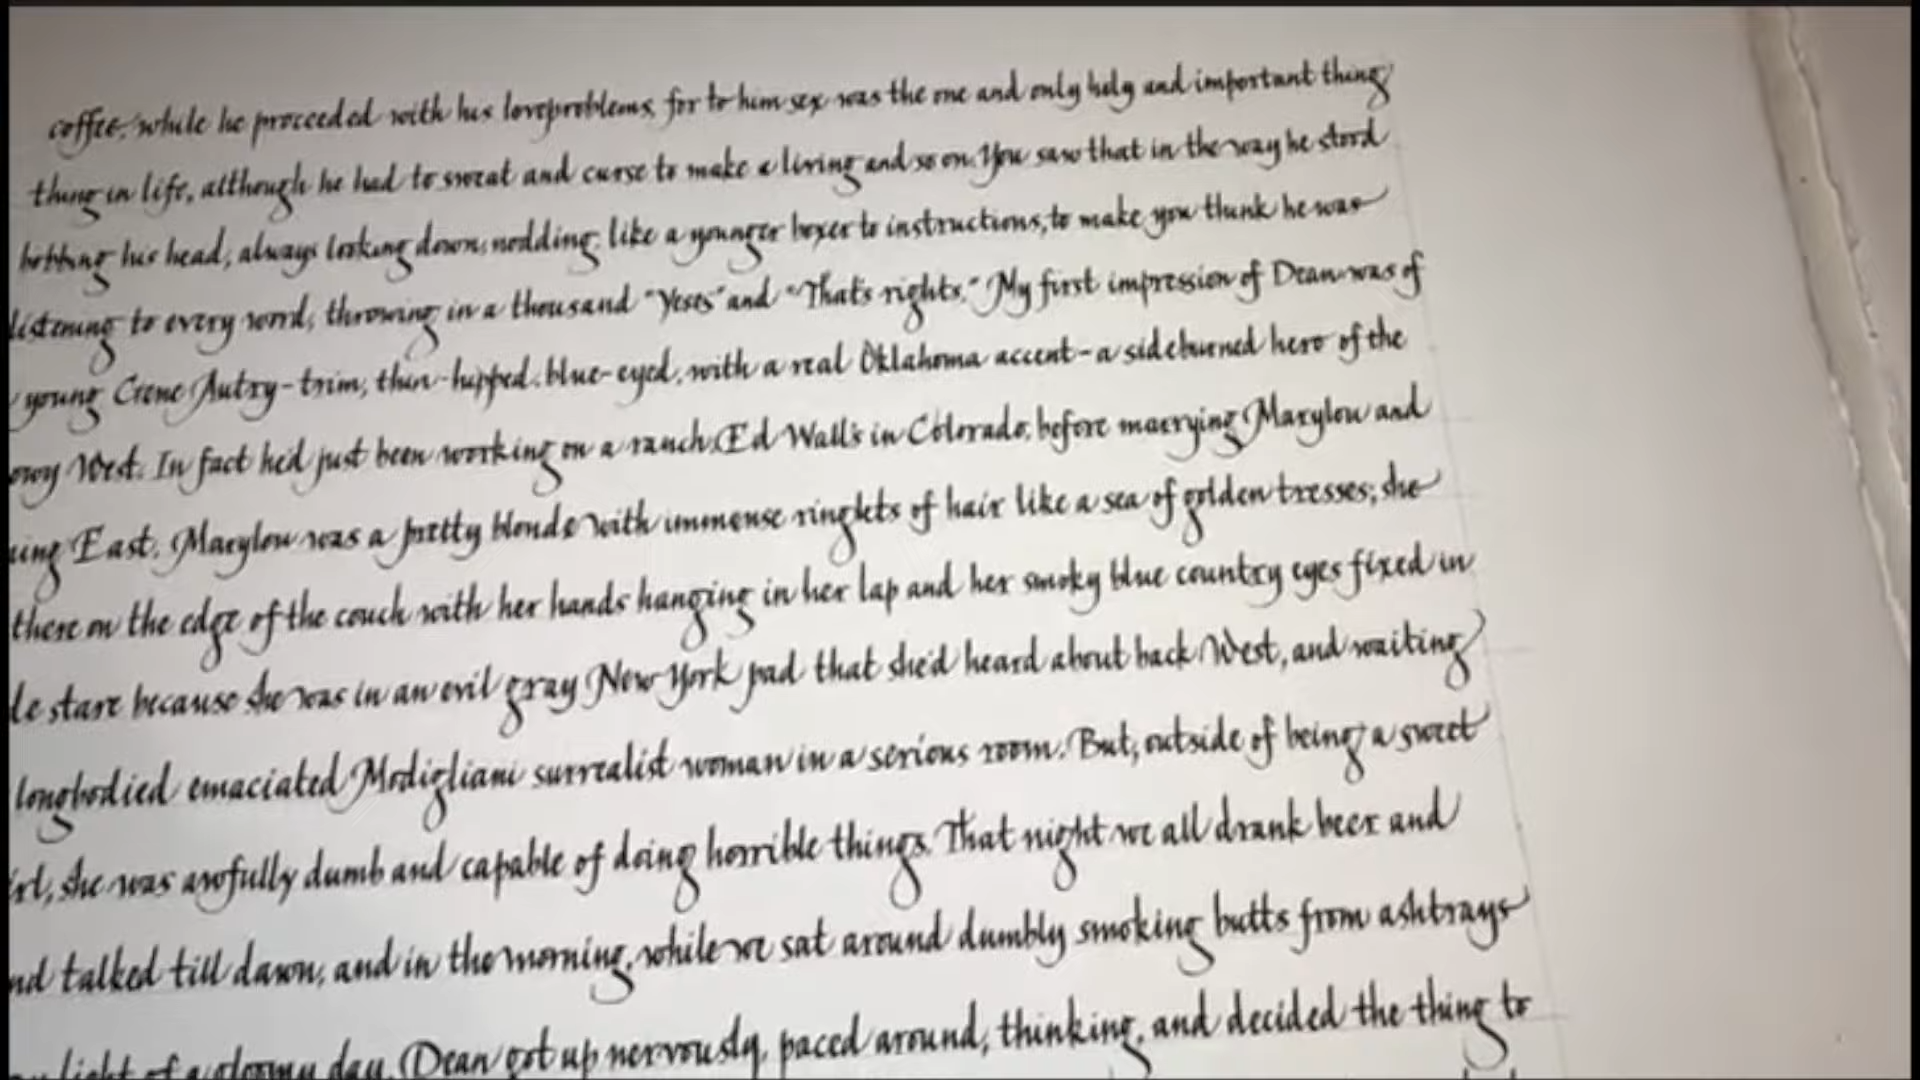 coffee, while he proceeded with his loveproblems, for to him sex was the one and only holy and important thing
thing in life, although he had to sweat and curse to make a living and so on. You saw that in the way he stood
bobbing his head, always looking down, nodding, like a younger boxer to instructions, to make you think he was
listening to every word, throwing in a thousand "Yeses" and "That's rights." My first impression of Dean was of
young Gene Autry-trim, thin-hipped, blue-eyed, with a real Oklahoma accent-a sideburned hero of the
owy West. In fact he'd just been working on a ranch, Ed Wall's in Colorado, before marrying Marylou and
ing East. Marylou was a pretty blonde with immense ringlets of hair like a sea of golden tresses; she
there on the edge of the couch with her hands hanging in her lap and her smoky blue country eyes fixed in
le stare because she was in an evil gray New York pad that she'd heard about back West, and waiting
longbodied emaciated Modigliani surrealist woman in a serious room. But, outside of being a sweet
irl, she was awfully dumb and capable of doing horrible things. That night we all drank beer and
nd talked till dawn, and in the morning, while we sat around dumbly smoking butts from ashtrays
light of a gloomy day, Dean got up nervously, paced around, thinking, and decided the thing to